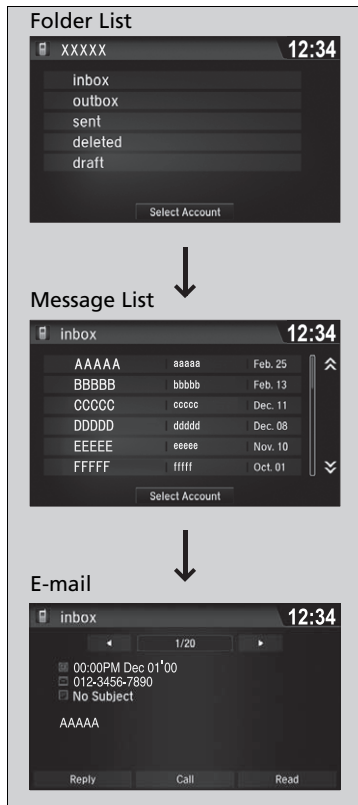 Folder List
XXXXX 12:34
inbox
outbox
sent
deleted
draft
Select Account
Message List
inbox 12:34
AAAAA aaaaa Feb. 25
BBBBB bbbbb Feb. 13
CCCCC ccccc Dec. 11
DDDDD ddddd Dec. 08
EEEEE eeeee Nov. 10
FFFFF fffff Oct. 01
Select Account
E-mail
inbox 12:34
1/20
00:00PM Dec 01'00
012-3456-7890
No Subject
AAAAA
Reply Call Read